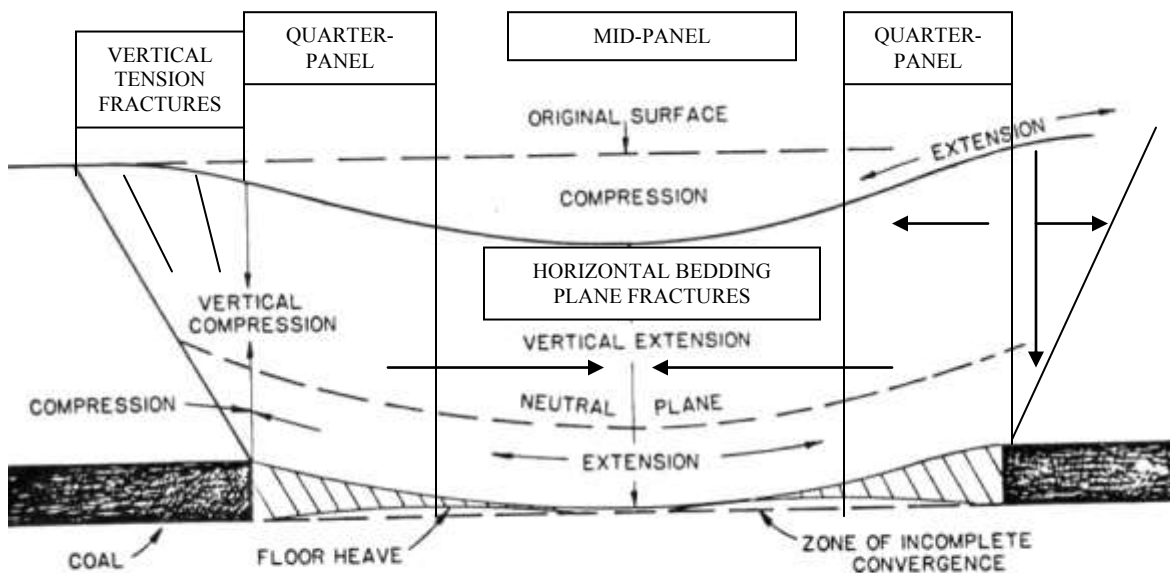 VERTICAL
TENSION
FRACTURES
QUARTER-
PANEL
MID-PANEL
QUARTER-
PANEL
ORIGINAL SURFACE
EXTENSION
COMPRESSION
HORIZONTAL BEDDING
PLANE FRACTURES
VERTICAL
COMPRESSION
VERTICAL EXTENSION
NEUTRAL PLANE
COMPRESSION
EXTENSION
COAL
FLOOR HEAVE
ZONE OF INCOMPLETE
CONVERGENCE